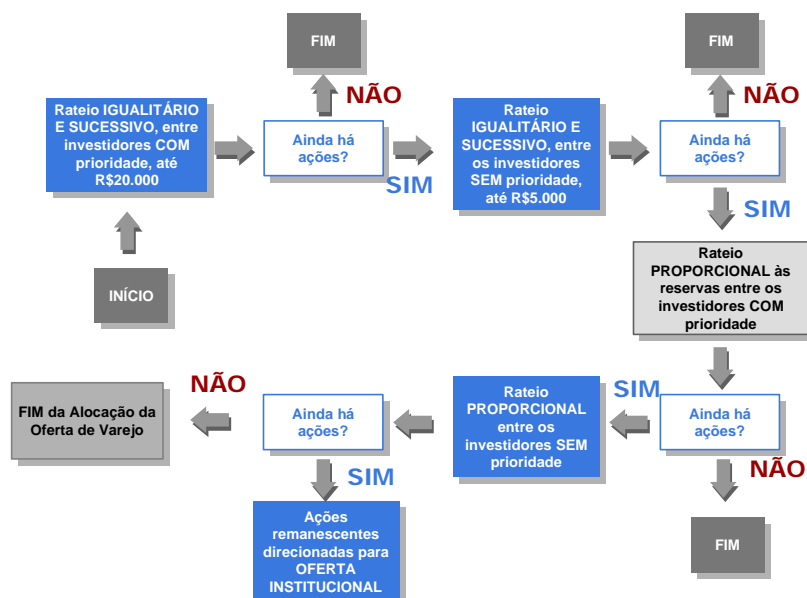 FIM
FIM
NÃO
NÃO
Rateio IGUALITÁRIO
E SUCESSIVO, entre
investidores COM
prioridade, até
R$20.000
Ainda há
ações?
SIM
Rateio
IGUALITÁRIO E
SUCESSIVO, entre
os investidores
SEM prioridade,
até R$5.000
Ainda há
ações?
SIM
INÍCIO
Rateio
PROPORCIONAL às
reservas entre os
investidores COM
prioridade
NÃO
FIM da Alocação da
Oferta de Varejo
Ainda há
ações?
SIM
Rateio
PROPORCIONAL
entre os
investidores SEM
prioridade
SIM
Ainda há
ações?
NÃO
Ações
remanescentes
direcionadas para
OFERTA
INSTITUCIONAL
FIM